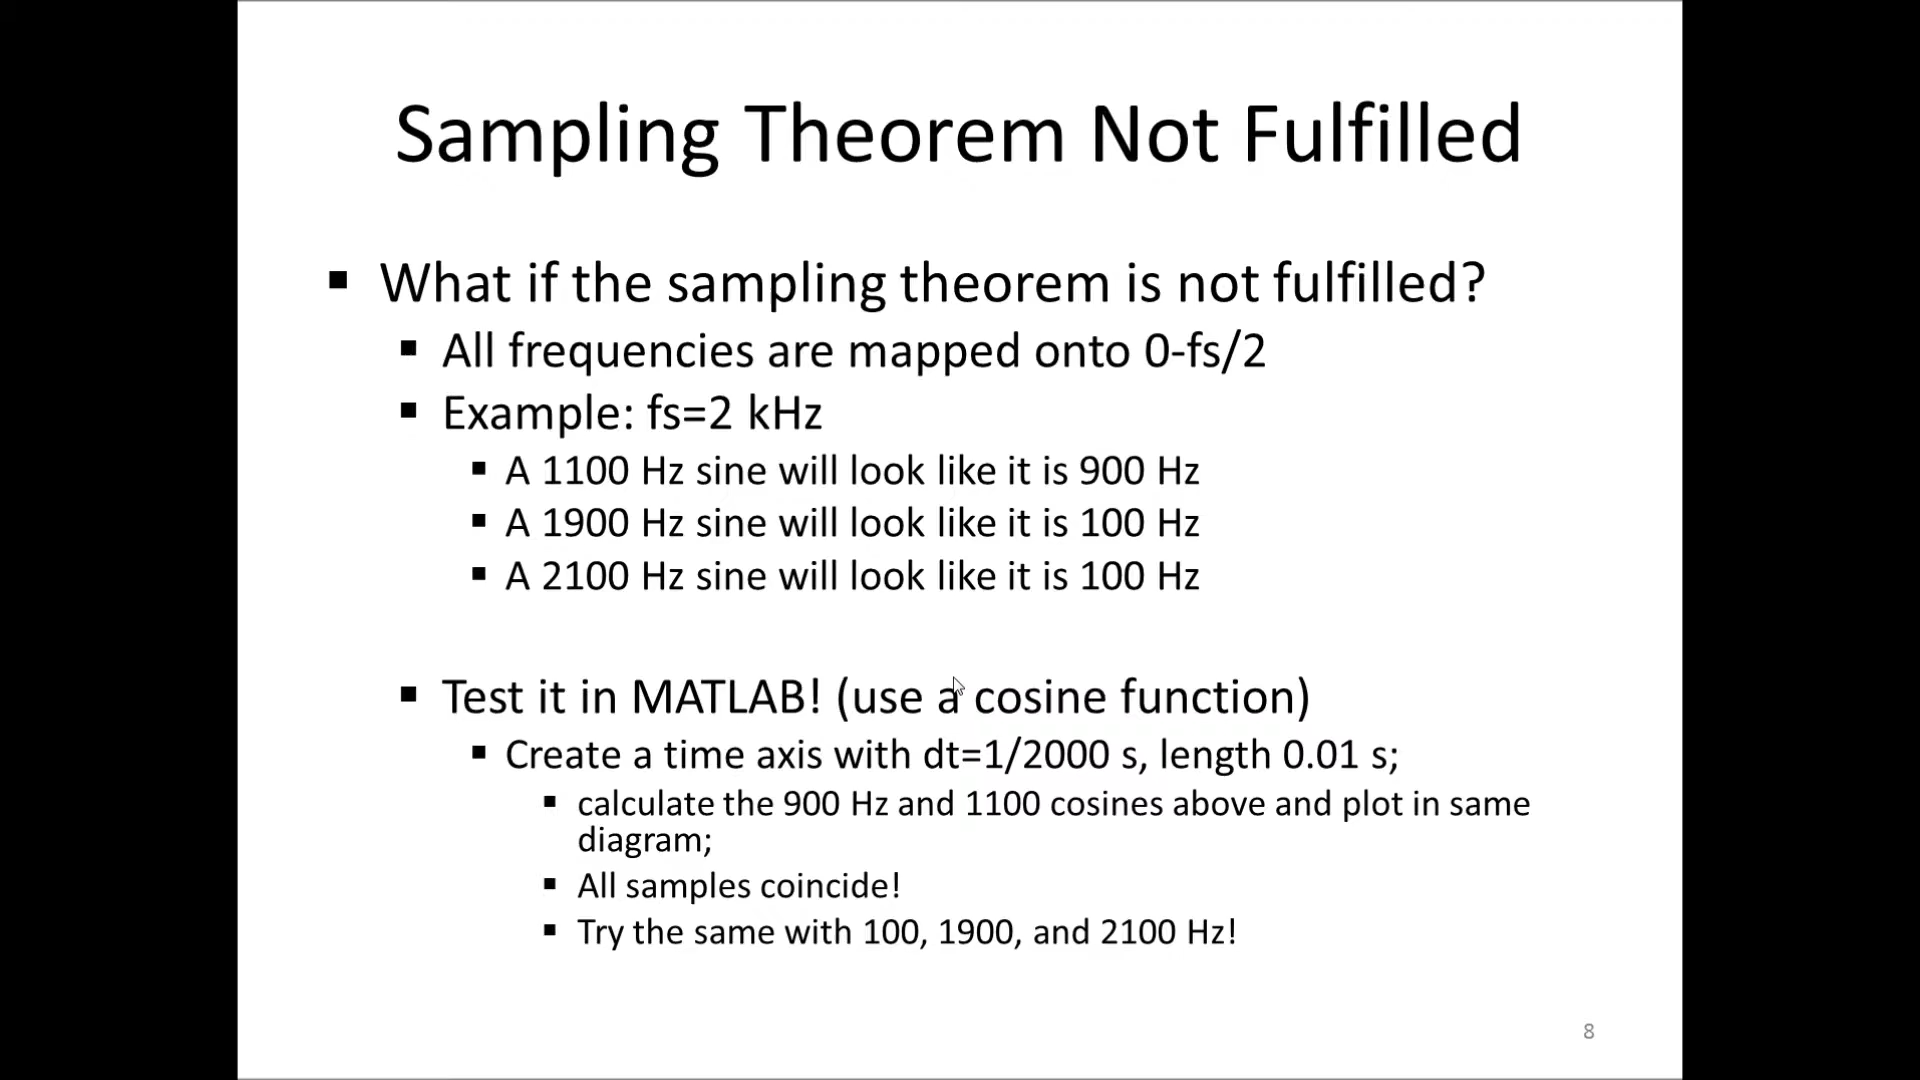 Sampling Theorem Not Fulfilled
▪ What if the sampling theorem is not fulfilled?
▪ All frequencies are mapped onto 0-fs/2
▪ Example: fs=2 kHz
▪ A 1100 Hz sine will look like it is 900 Hz
▪ A 1900 Hz sine will look like it is 100 Hz
▪ A 2100 Hz sine will look like it is 100 Hz
▪ Test it in MATLAB! (use a cosine function)
▪ Create a time axis with dt=1/2000 s, length 0.01 s;
▪ calculate the 900 Hz and 1100 cosines above and plot in same
diagram;
▪ All samples coincide!
▪ Try the same with 100, 1900, and 2100 Hz!
8